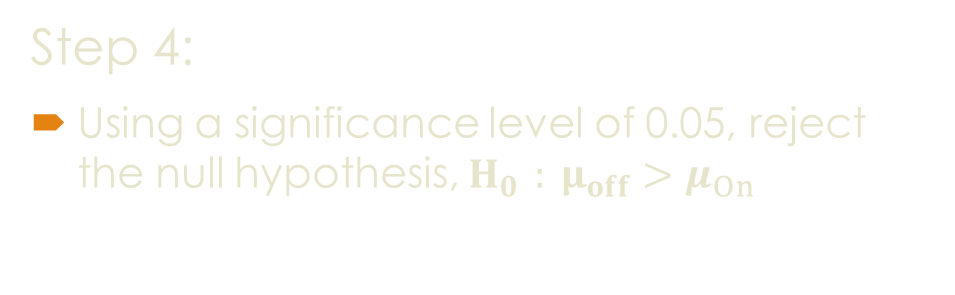 Step 4:
Using a significance level of 0.05, reject
the null hypothesis, H₀ : μₒff > μOn